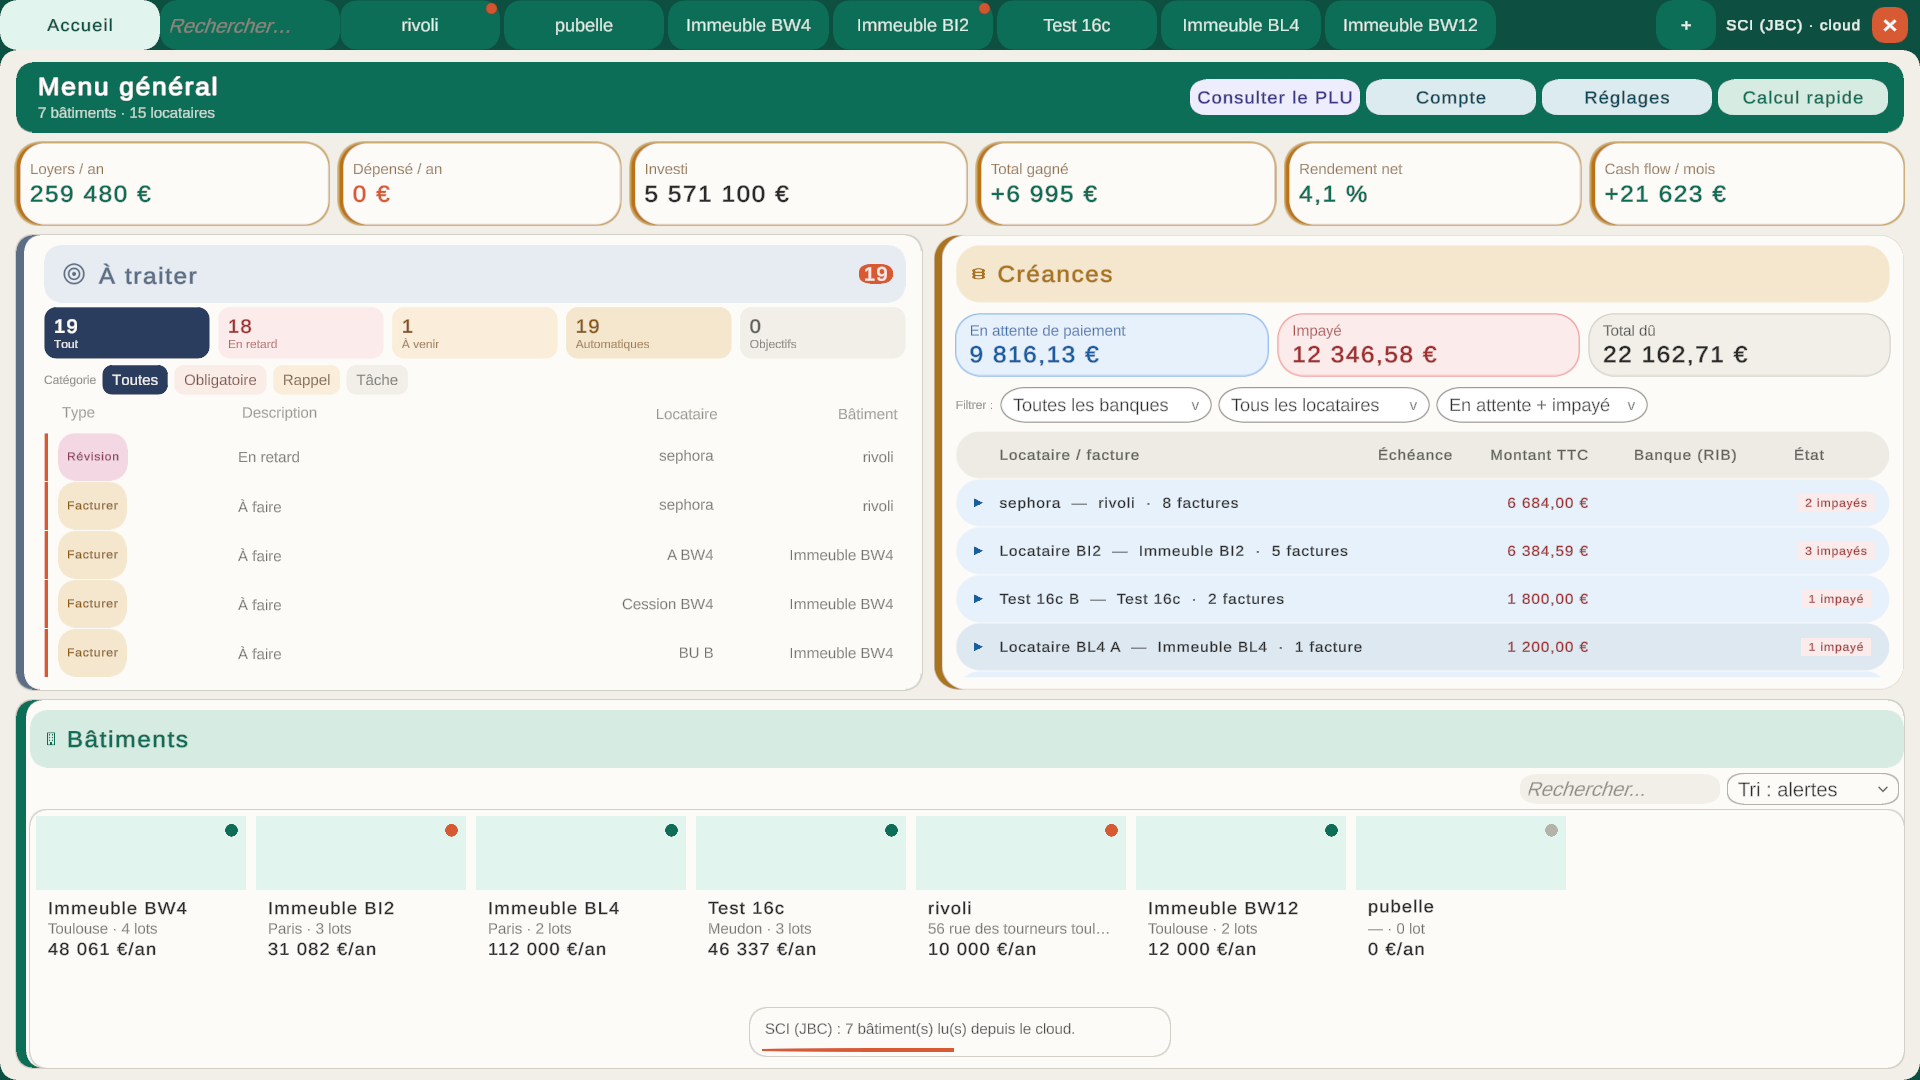 Accueil
Rechercher...
rivoli
pubelle
Immeuble BW4
Immeuble BI2
Test 16c
Immeuble BL4
Immeuble BW12
+
SCI (JBC) · cloud
×
Menu général
7 bâtiments · 15 locataires
Consulter le PLU
Compte
Réglages
Calcul rapide
Loyers / an
259 480 €
Dépensé / an
0 €
Investi
5 571 100 €
Total gagné
+6 995 €
Rendement net
4,1 %
Cash flow / mois
+21 623 €
À traiter
19
19
Tout
18
En retard
1
À venir
19
Automatiques
0
Objectifs
Catégorie
Toutes
Obligatoire
Rappel
Tâche
Type Description Locataire Bâtiment
Révision En retard sephora rivoli
Facturer À faire sephora rivoli
Facturer À faire A BW4 Immeuble BW4
Facturer À faire Cession BW4 Immeuble BW4
Facturer À faire BU B Immeuble BW4
Créances
En attente de paiement
9 816,13 €
Impayé
12 346,58 €
Total dû
22 162,71 €
Filtrer :
Toutes les banques v
Tous les locataires v
En attente + impayé v
Locataire / facture Échéance Montant TTC Banque (RIB) État
► sephora — rivoli · 8 factures 6 684,00 € 2 impayés
► Locataire BI2 — Immeuble BI2 · 5 factures 6 384,59 € 3 impayés
► Test 16c B — Test 16c · 2 factures 1 800,00 € 1 impayé
► Locataire BL4 A — Immeuble BL4 · 1 facture 1 200,00 € 1 impayé
Bâtiments
Rechercher...
Tri : alertes
Immeuble BW4
Toulouse · 4 lots
48 061 €/an
Immeuble BI2
Paris · 3 lots
31 082 €/an
Immeuble BL4
Paris · 2 lots
112 000 €/an
Test 16c
Meudon · 3 lots
46 337 €/an
rivoli
56 rue des tourneurs toul...
10 000 €/an
Immeuble BW12
Toulouse · 2 lots
12 000 €/an
pubelle
— · 0 lot
0 €/an
SCI (JBC) : 7 bâtiment(s) lu(s) depuis le cloud.